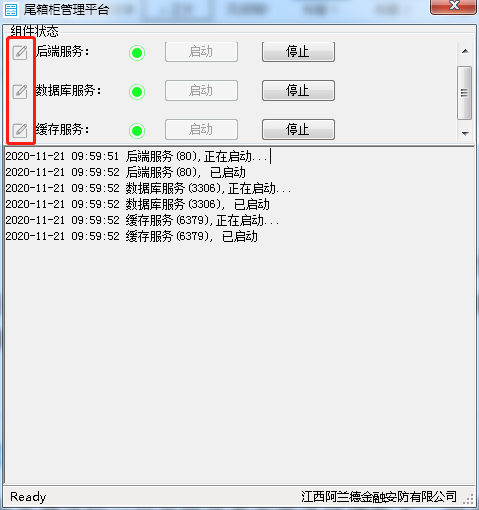 尾箱柜管理平台
组件状态
后端服务： 启动 停止
数据库服务： 启动 停止
缓存服务： 启动 停止
2020-11-21 09:59:51 后端服务(80),正在启动...
2020-11-21 09:59:52 后端服务(80), 已启动
2020-11-21 09:59:52 数据库服务(3306),正在启动...
2020-11-21 09:59:52 数据库服务(3306), 已启动
2020-11-21 09:59:52 缓存服务(6379),正在启动...
2020-11-21 09:59:52 缓存服务(6379), 已启动
Ready 江西阿兰德金融安防有限公司